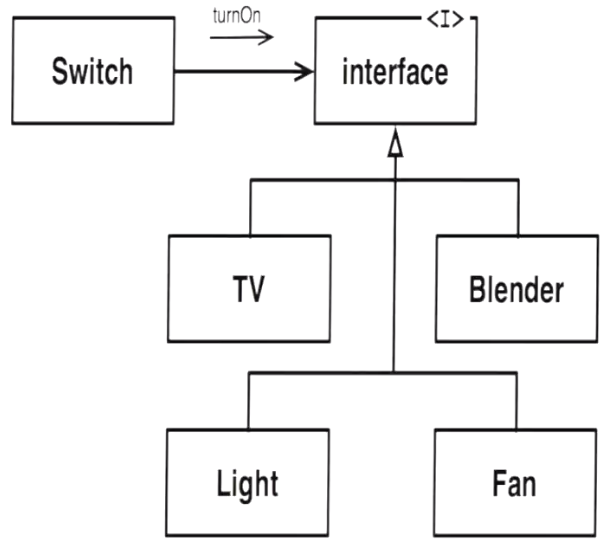 turnOn
<I>
Switch
interface
TV
Blender
Light
Fan